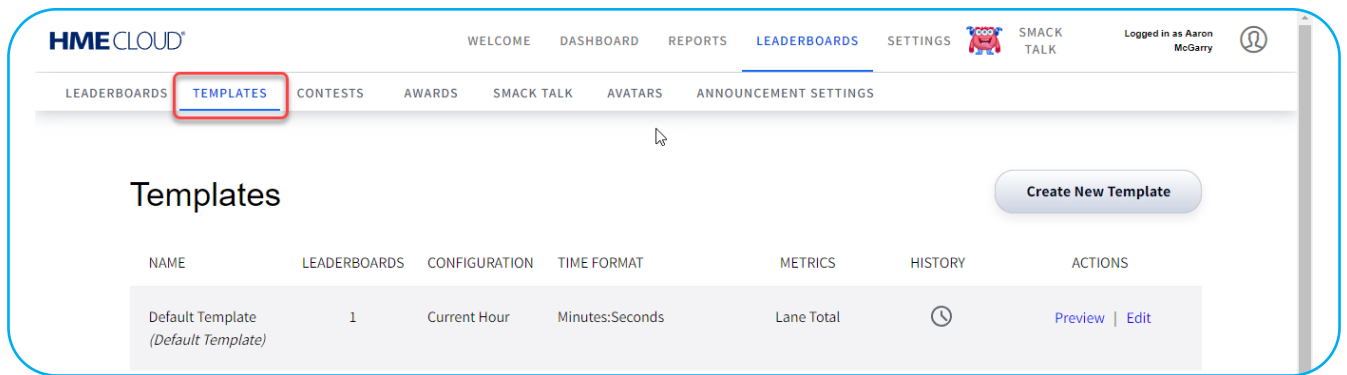 HME CLOUD®
WELCOME DASHBOARD REPORTS LEADERBOARDS SETTINGS SMACK TALK Logged in as Aaron McGarry
LEADERBOARDS TEMPLATES CONTESTS AWARDS SMACK TALK AVATARS ANNOUNCEMENT SETTINGS
Templates
Create New Template
NAME LEADERBOARDS CONFIGURATION TIME FORMAT METRICS HISTORY ACTIONS
Default Template 1 Current Hour Minutes:Seconds Lane Total Preview | Edit
(Default Template)